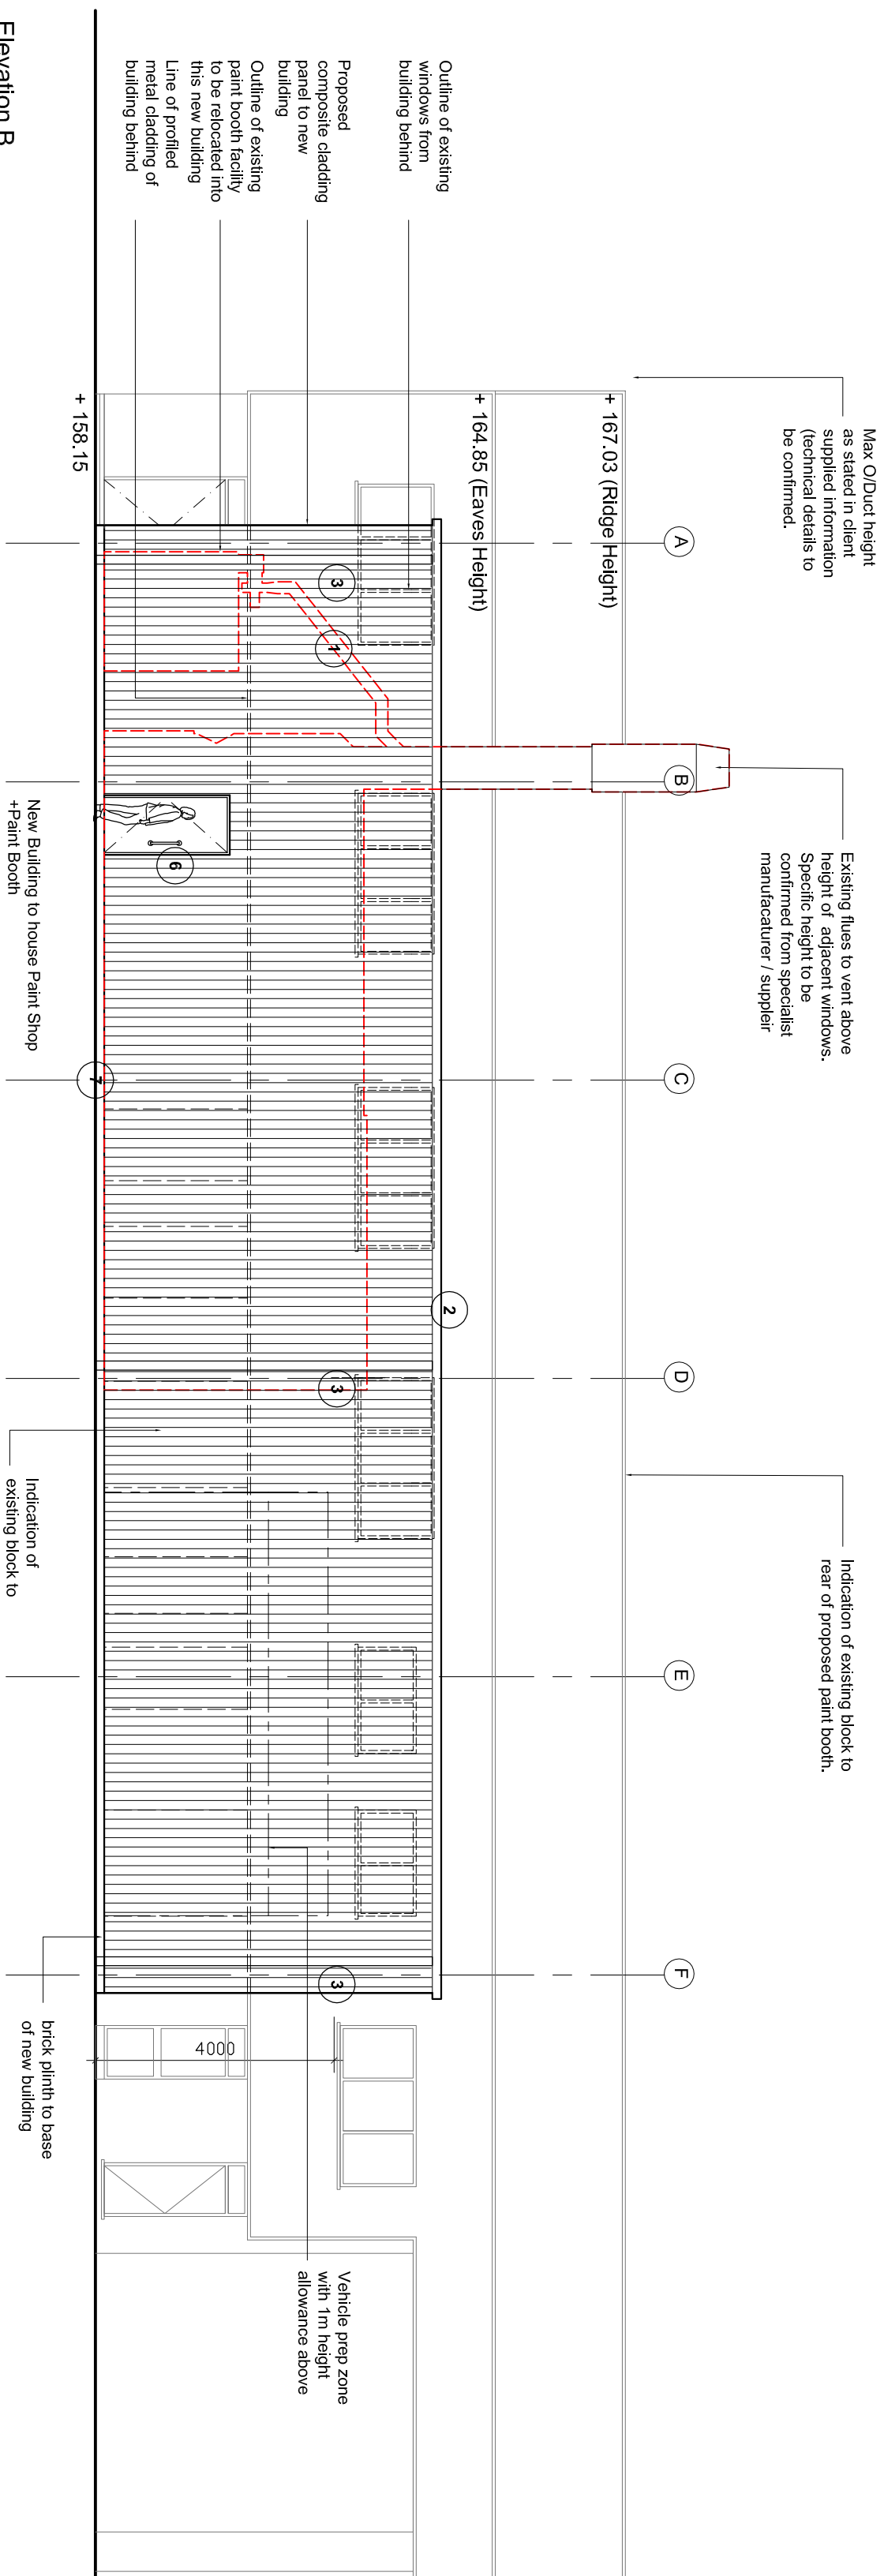 Max O/Duct height
as stated in client
supplied information
(technical details to
be confirmed.
Existing flues to vent above
height of adjacent windows.
Specific height to be
confirmed from specialist
manufacaturer / suppleir
Indication of existing block to
rear of proposed paint booth.
A
B
C
D
E
F
+ 167.03 (Ridge Height)
+ 164.85 (Eaves Height)
+ 158.15
Outline of existing
windows from
building behind
Proposed
composite cladding
panel to new
building
Outline of existing
paint booth facility
to be relocated into
this new building
Line of profiled
metal cladding of
building behind
3
1
6
7
2
3
3
4000
Vehicle prep zone
with 1m height
allowance above
New Building to house Paint Shop
+Paint Booth
Indication of
existing block to
brick plinth to base
of new building
Elevation B